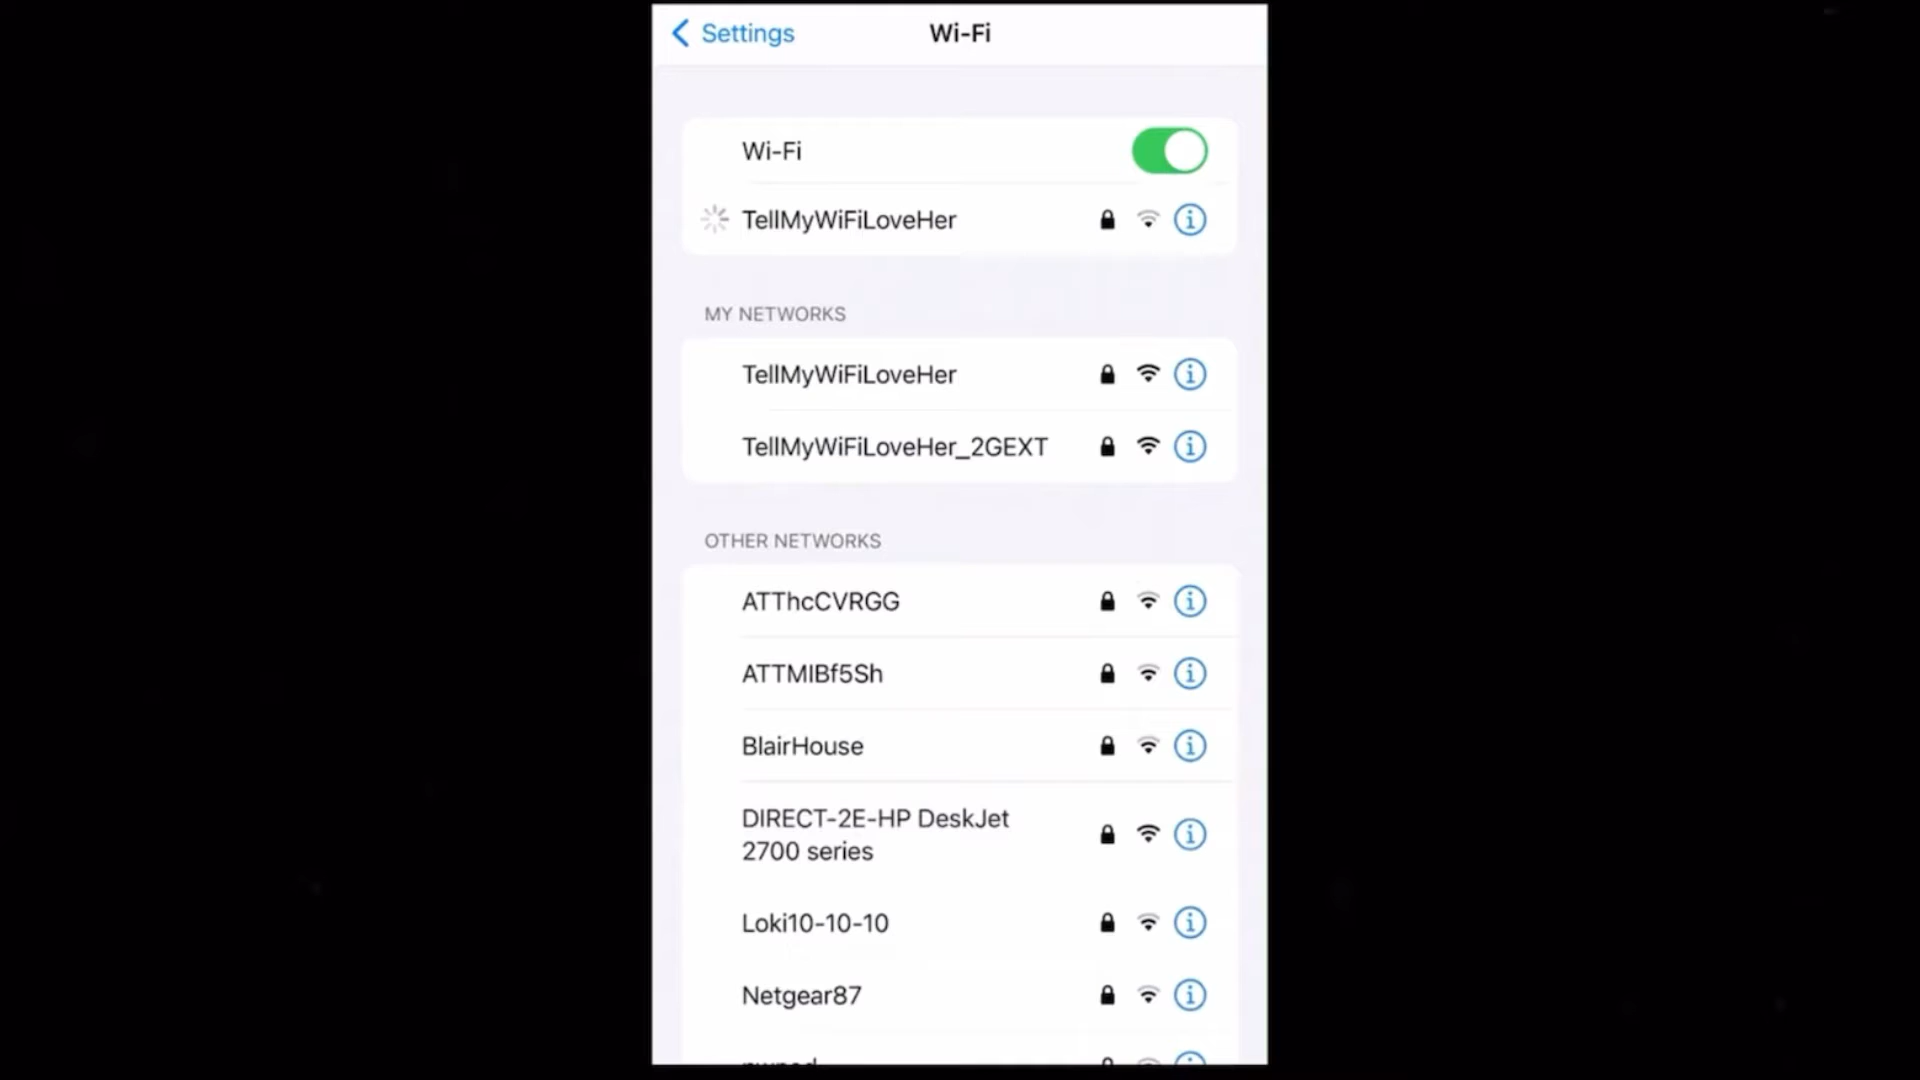 Settings
Wi-Fi
Wi-Fi
TellMyWiFiLoveHer
MY NETWORKS
TellMyWiFiLoveHer
TellMyWiFiLoveHer_2GEXT
OTHER NETWORKS
ATThcCVRGG
ATTMIBf5Sh
BlairHouse
DIRECT-2E-HP DeskJet
2700 series
Loki10-10-10
Netgear87